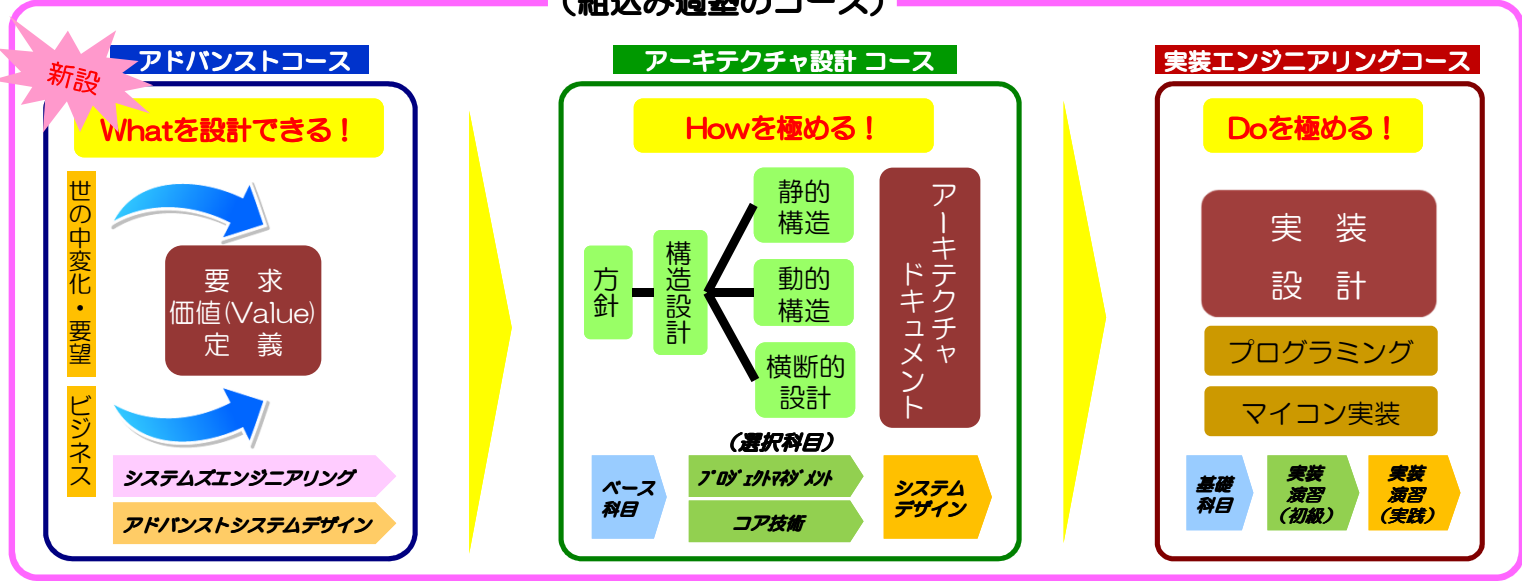 (組込み適塾のコース)
新設
アドバンストコース
Whatを設計できる！
世の中変化・要望
ビジネス
要 求
価値(Value)
定 義
システムズエンジニアリング
アドバンストシステムデザイン
アーキテクチャ設計 コース
Howを極める！
方針
構造設計
静的
構造
動的
構造
横断的
設計
アーキテクチャ
ドキュメント
(選択科目)
ベース
科目
ﾌﾟﾛｼﾞｪｸﾄﾏﾈｼﾞﾒﾝﾄ
コア技術
システム
デザイン
実装エンジニアリングコース
Doを極める！
実 装
設 計
プログラミング
マイコン実装
基礎
科目
実装
演習
(初級)
実装
演習
(実践)